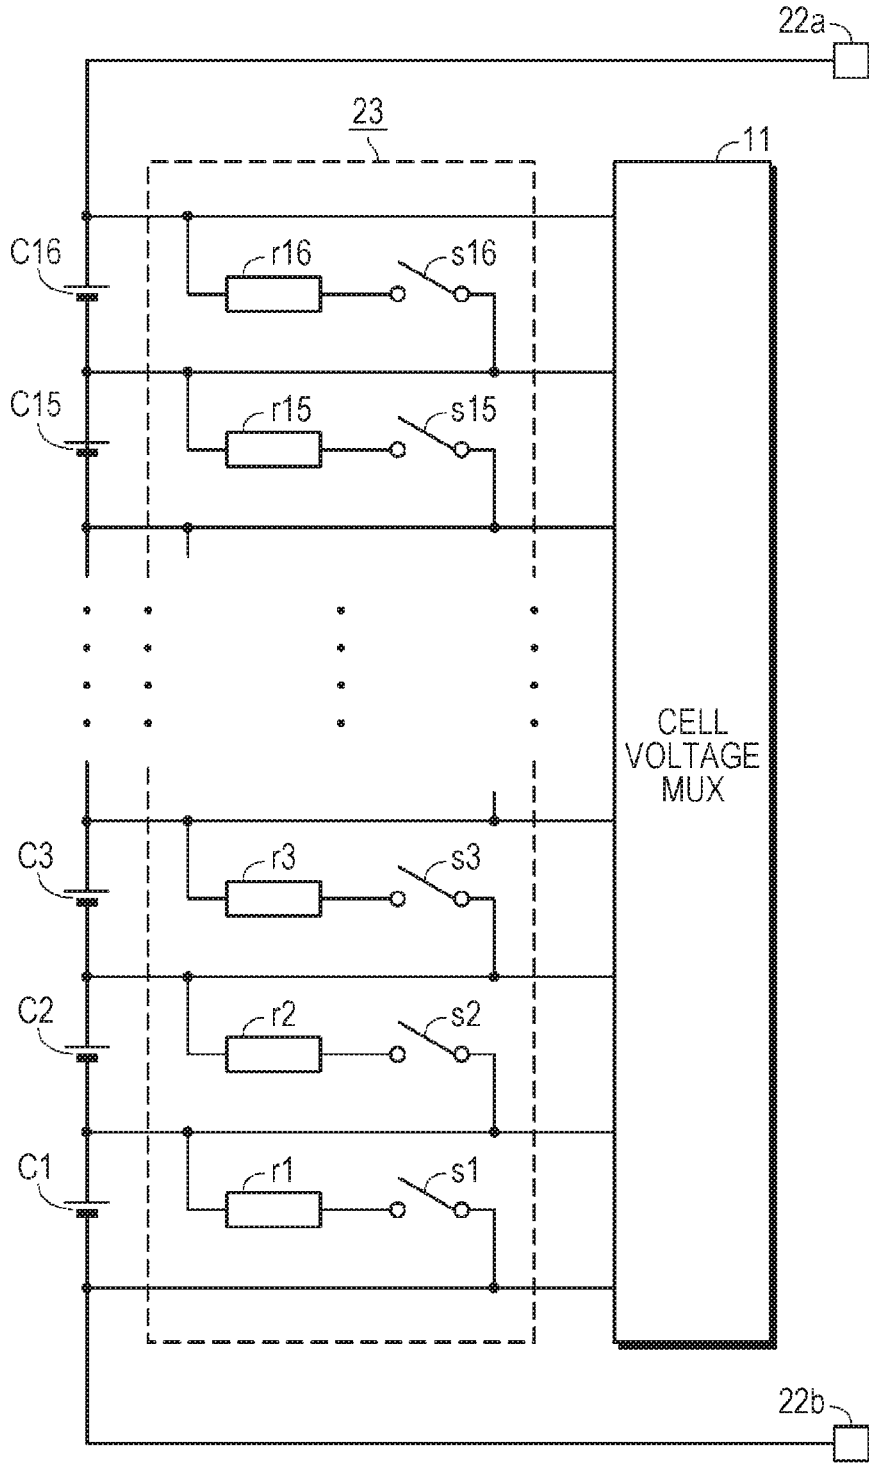 22a
23
11
C16
r16
s16
C15
r15
s15
CELL
VOLTAGE
MUX
C3
r3
s3
C2
r2
s2
C1
r1
s1
22b